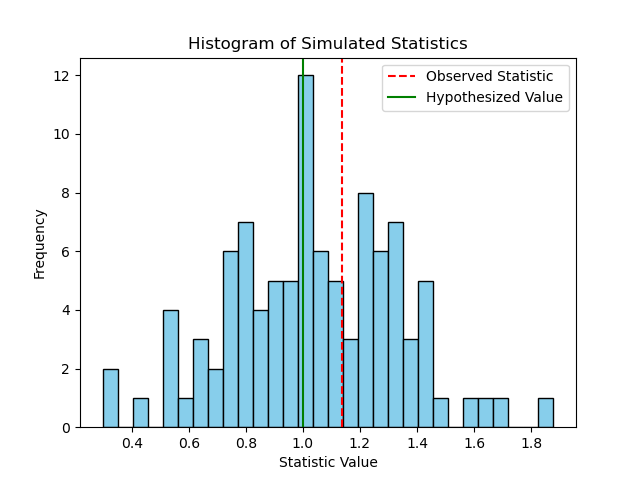 Histogram of Simulated Statistics
Observed Statistic
Hypothesized Value
Frequency
12
10
8
6
4
2
0
0.4 0.6 0.8 1.0 1.2 1.4 1.6 1.8
Statistic Value